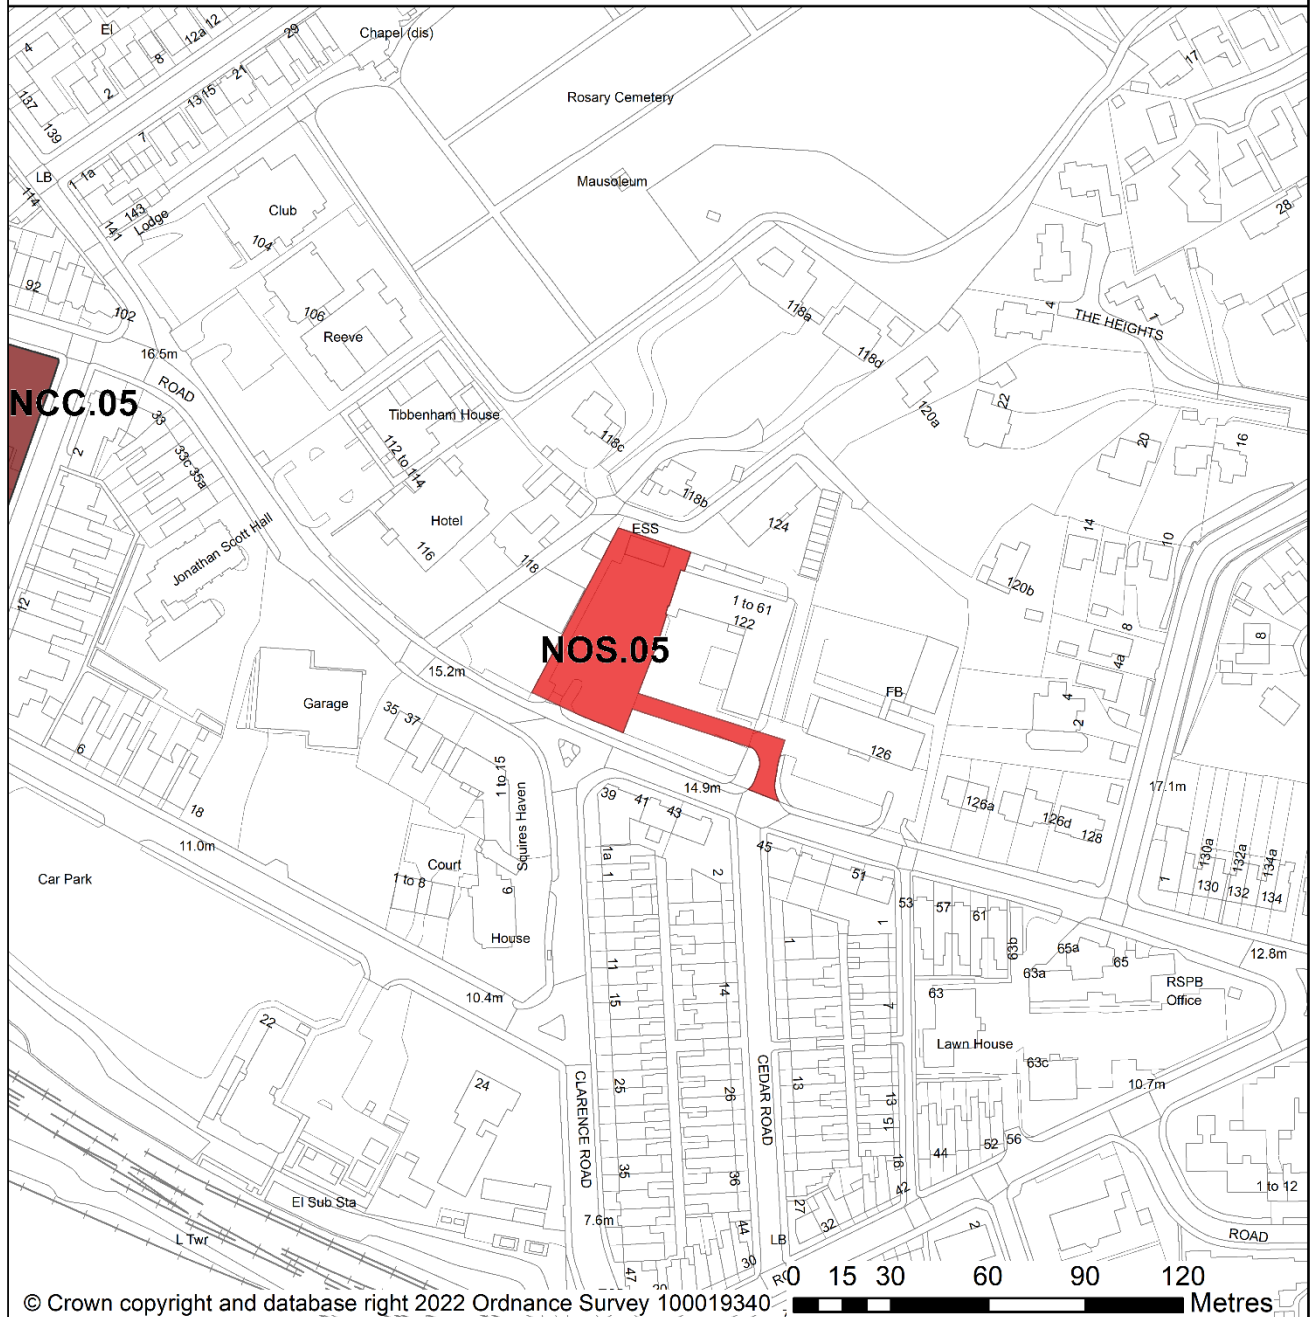 Chapel (dis)
El
4
2
8
12a
12
29
21
13 15
7
137
139
LB
1 1a
114
143
141
Lodge
Rosary Cemetery
Mausoleum
17
28
Club
104
106
Reeve
92
102
16.5m
ROAD
NCC.05
33
33c
35a
2
Tibbenham House
112 to 114
Hotel
116
118c
118a
118d
120a
118b
4
1
THE HEIGHTS
22
20
16
14
10
ESS
124
118
1 to 61
122
120b
8
4a
4
2
8
Jonathan Scott Hall
12
NOS.05
15.2m
Garage
35
37
FB
126
14.9m
126a
126d
128
17.1m
39
41
43
45
51
1 to 15
Squires Haven
6
18
11.0m
Car Park
Court
1 to 8
9
House
1a
1
2
1
1
53
57
61
63b
65a
65
63a
1
130a
132a
134a
130
132
134
12.8m
RSPB
Office
63
Lawn House
63c
10.7m
11
15
14
7
10.4m
22
24
CLARENCE ROAD
CEDAR ROAD
25
26
13
13
15
16
44
52
56
42
35
36
27
32
44
30
47
7.6m
LB
2
1 to 12
ROAD
El Sub Sta
L Twr
0 15 30 60 90 120
Metres
© Crown copyright and database right 2022 Ordnance Survey 100019340